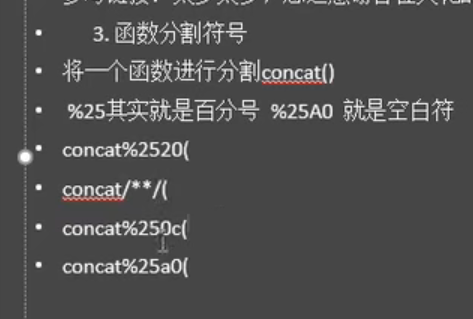 3. 函数分割符号
将一个函数进行分割concat()
%25其实就是百分号 %25A0 就是空白符
concat%2520(
concat/**/(
concat%250c(
concat%25a0(